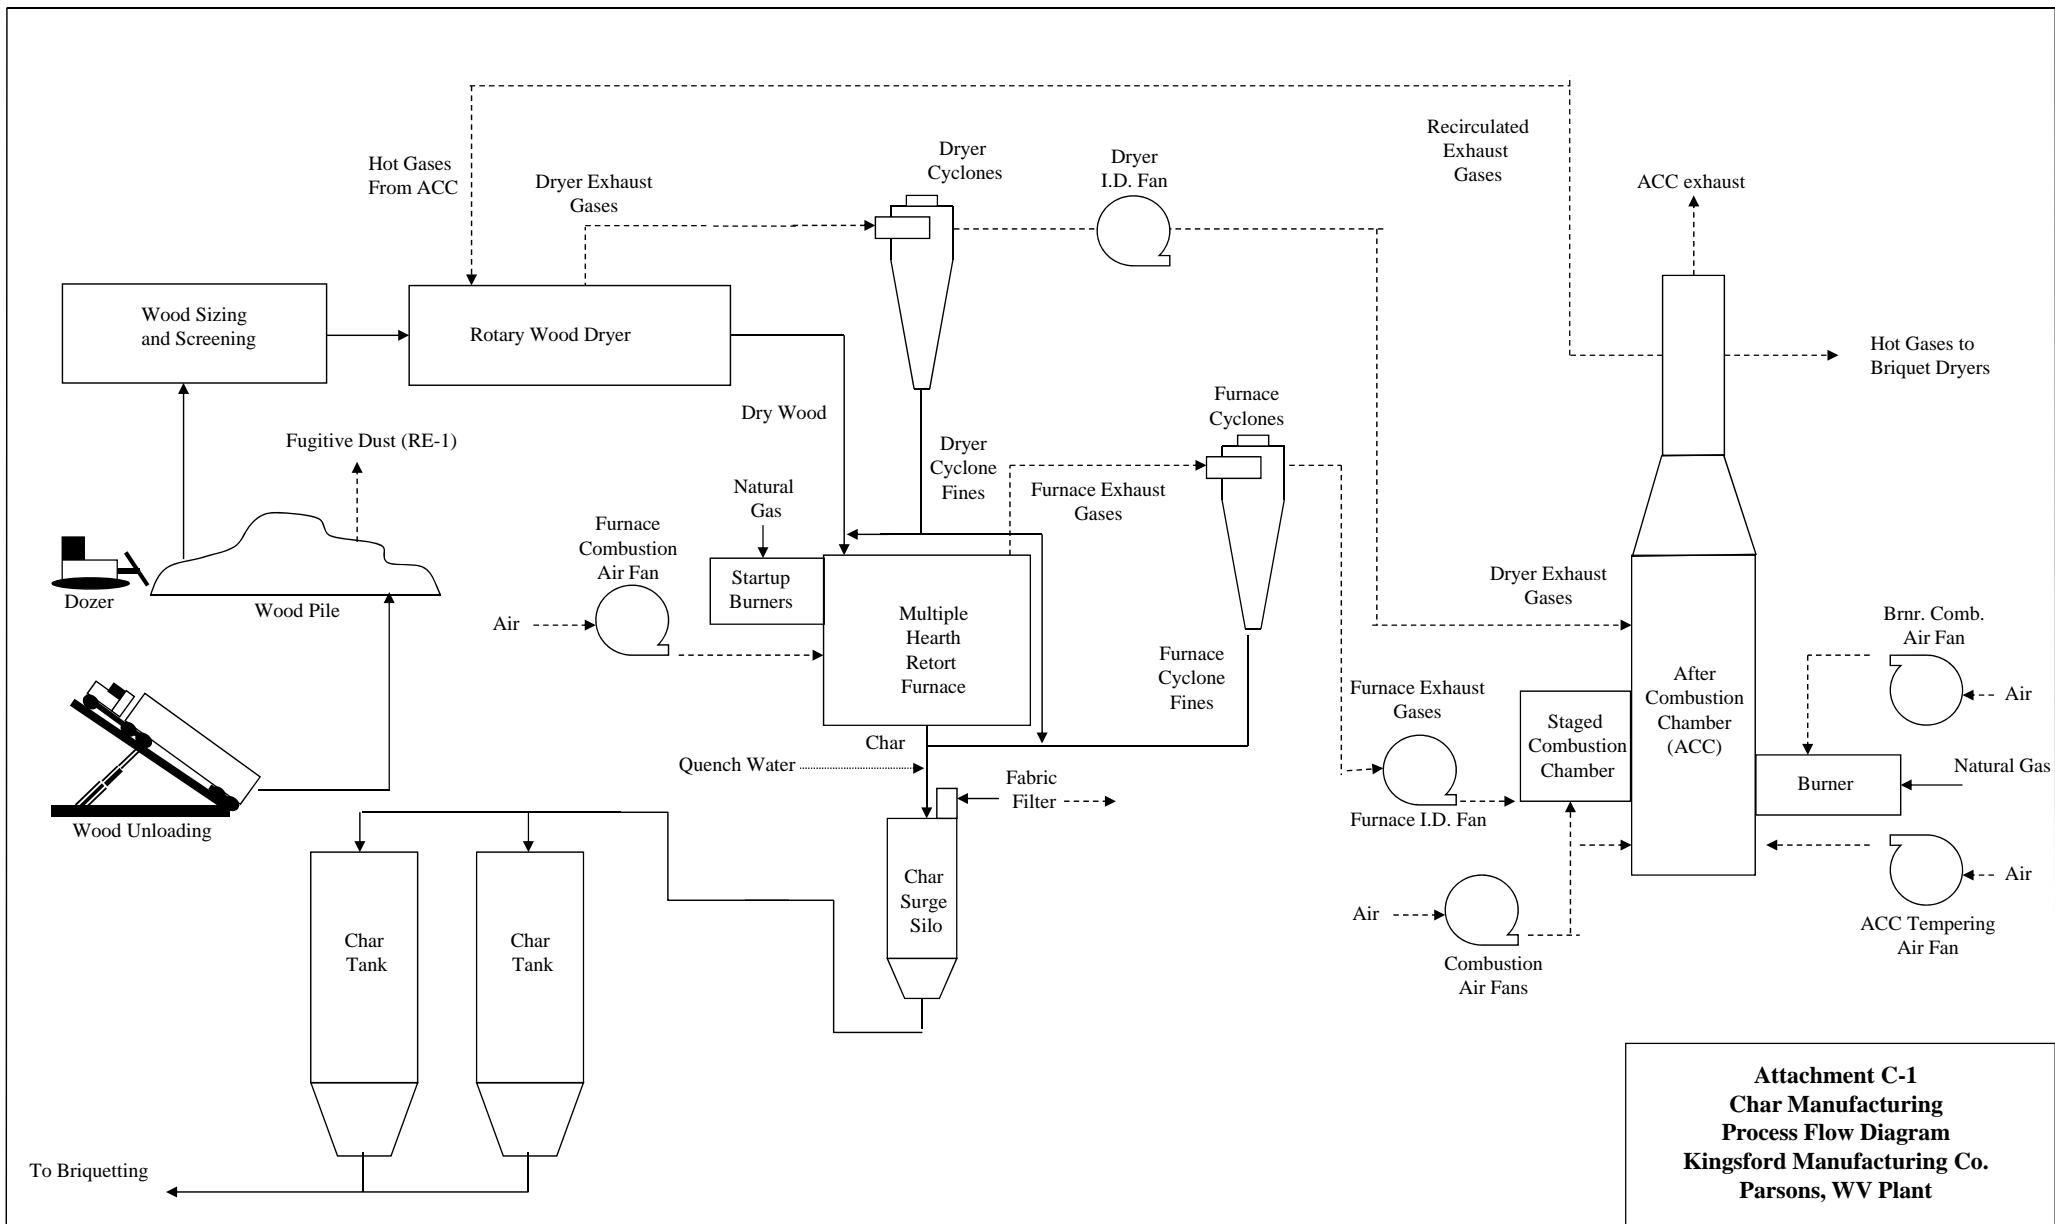 Recirculated
Exhaust
Gases
Hot Gases
From ACC
Dryer Exhaust
Gases
Dryer
Cyclones
Dryer
I.D. Fan
ACC exhaust
Wood Sizing
and Screening
Rotary Wood Dryer
Hot Gases to
Briquet Dryers
Dry Wood
Furnace
Cyclones
Fugitive Dust (RE-1)
Dryer
Cyclone
Fines
Natural
Gas
Furnace Exhaust
Gases
Furnace
Combustion
Air Fan
Startup
Burners
Dryer Exhaust
Gases
Dozer
Wood Pile
Air
Multiple
Hearth
Retort
Furnace
Brnr. Comb.
Air Fan
Furnace
Cyclone
Fines
Furnace Exhaust
Gases
After
Combustion
Chamber
(ACC)
Air
Staged
Combustion
Chamber
Char
Quench Water
Fabric
Filter
Burner
Natural Gas
Wood Unloading
Furnace I.D. Fan
Char
Surge
Silo
Air
Air
ACC Tempering
Air Fan
Char
Tank
Char
Tank
Combustion
Air Fans
To Briquetting
Attachment C-1
Char Manufacturing
Process Flow Diagram
Kingsford Manufacturing Co.
Parsons, WV Plant